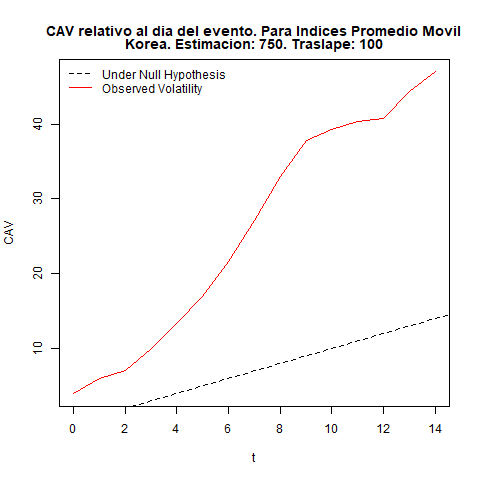 CAV relativo al dia del evento. Para Indices Promedio Movil
Korea. Estimacion: 750. Traslape: 100
Under Null Hypothesis
Observed Volatility
40
30
20
10
CAV
0 2 4 6 8 10 12 14
t